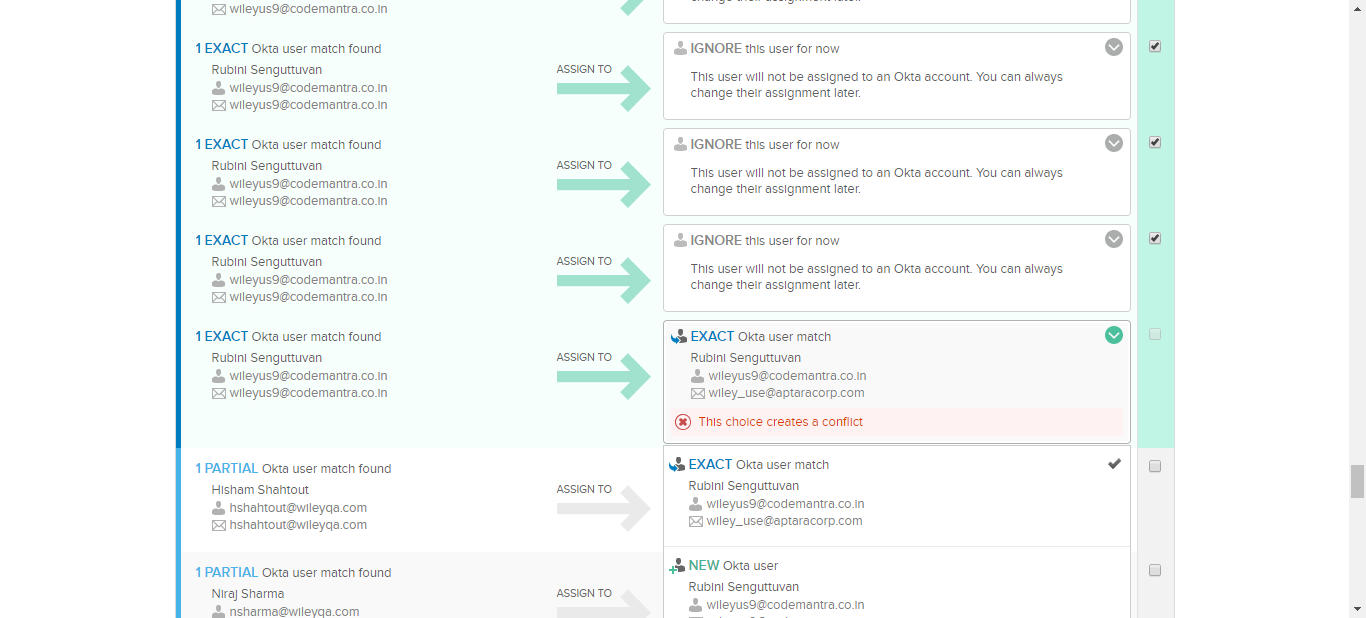 wileyus9@codemantra.co.in
change their assignment later.
1 EXACT Okta user match found
Rubini Senguttuvan
wileyus9@codemantra.co.in
wileyus9@codemantra.co.in
ASSIGN TO
IGNORE this user for now
This user will not be assigned to an Okta account. You can always
change their assignment later.
1 EXACT Okta user match found
Rubini Senguttuvan
wileyus9@codemantra.co.in
wileyus9@codemantra.co.in
ASSIGN TO
IGNORE this user for now
This user will not be assigned to an Okta account. You can always
change their assignment later.
1 EXACT Okta user match found
Rubini Senguttuvan
wileyus9@codemantra.co.in
wileyus9@codemantra.co.in
ASSIGN TO
IGNORE this user for now
This user will not be assigned to an Okta account. You can always
change their assignment later.
1 EXACT Okta user match found
Rubini Senguttuvan
wileyus9@codemantra.co.in
wileyus9@codemantra.co.in
ASSIGN TO
EXACT Okta user match
Rubini Senguttuvan
wileyus9@codemantra.co.in
wiley_use@aptaracorp.com
This choice creates a conflict
1 PARTIAL Okta user match found
Hisham Shahtout
hshahtout@wileyqa.com
hshahtout@wileyqa.com
ASSIGN TO
EXACT Okta user match
Rubini Senguttuvan
wileyus9@codemantra.co.in
wiley_use@aptaracorp.com
1 PARTIAL Okta user match found
Niraj Sharma
nsharma@wileyqa.com
ASSIGN TO
NEW Okta user
Rubini Senguttuvan
wileyus9@codemantra.co.in